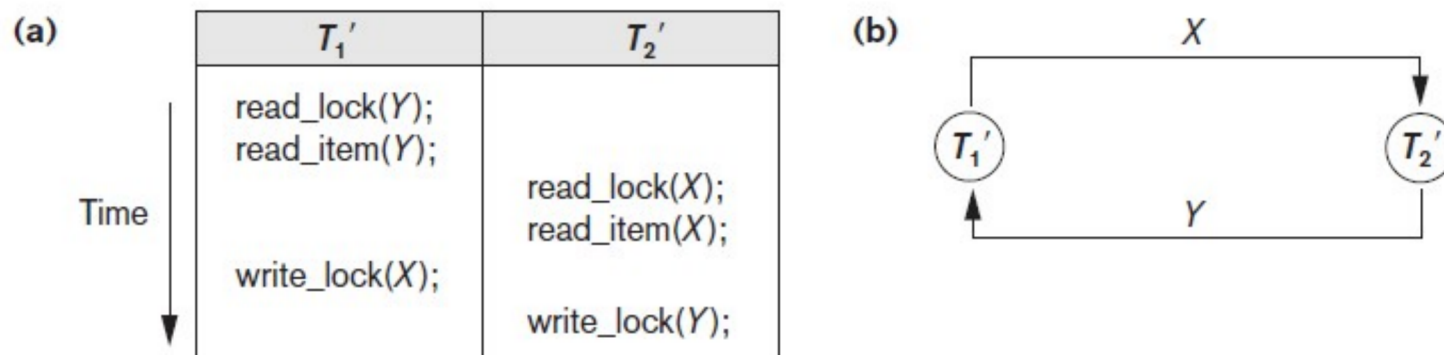 (a)
T₁′ T₂′
read_lock(Y);
read_item(Y);
read_lock(X);
Time
read_item(X);
write_lock(X);
write_lock(Y);
(b)
X
T₁′ T₂′
Y